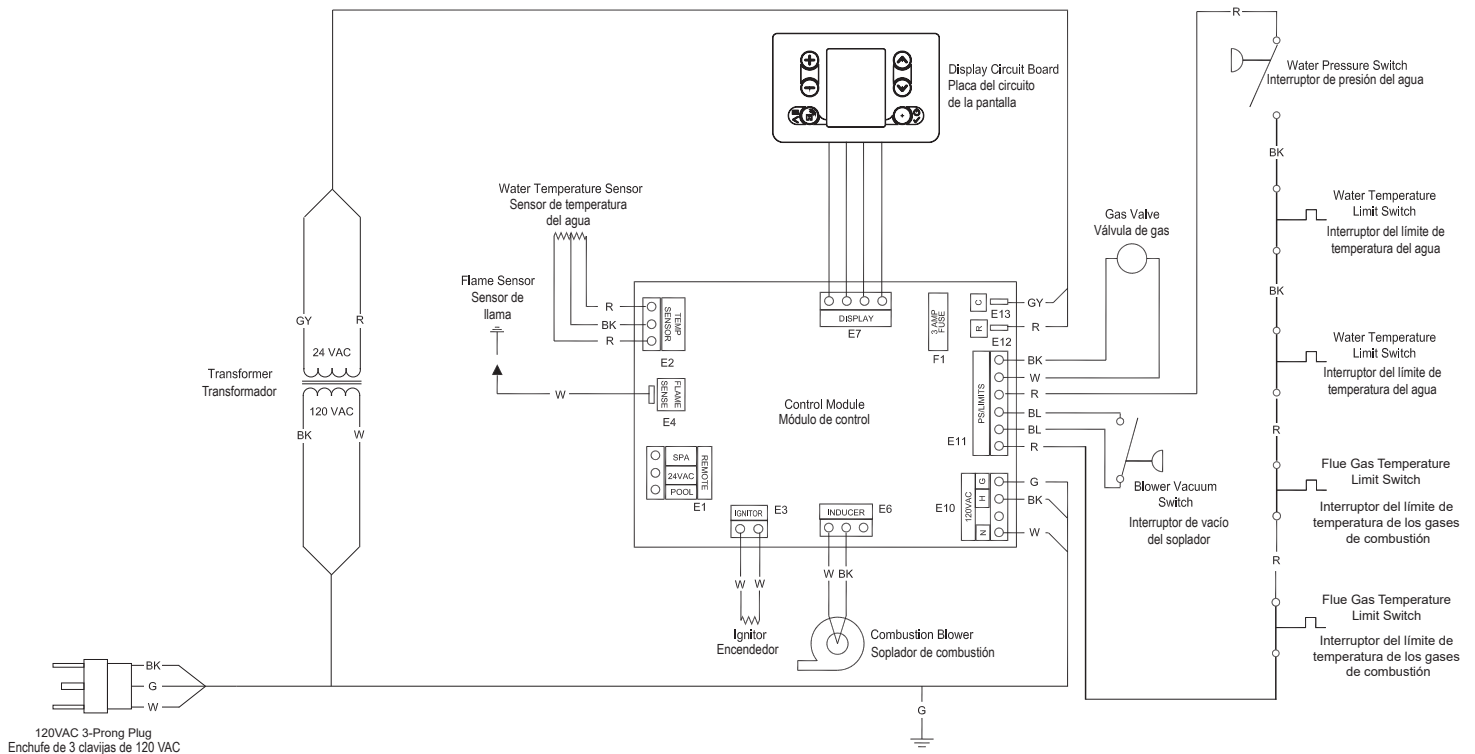 R
Display Circuit Board
Placa del circuito
de la pantalla
Water Pressure Switch
Interruptor de presión del agua
BK
Water Temperature Sensor
Sensor de temperatura
del agua
Water Temperature
Limit Switch
Interruptor del límite de
temperatura del agua
Gas Valve
Válvula de gas
BK
Flame Sensor
Sensor de
llama
R
BK
R
TEMP
SENSOR
E2
DISPLAY
E7
3 AMP
FUSE
F1
C
E13
GY
R
E12
R
GY
R
24 VAC
Transformer
Transformador
120 VAC
BK
W
Water Temperature
Limit Switch
Interruptor del límite de
temperatura del agua
W
FLAME
SENSE
E4
Control Module
Módulo de control
PS/LIMITS
E11
BK
W
R
BL
BL
R
R
SPA
24VAC
POOL
REMOTE
E1
Blower Vacuum
Switch
Interruptor de vacío
del soplador
Flue Gas Temperature
Limit Switch
Interruptor del límite de
temperatura de los gases
de combustión
IGNITOR
E3
INDUCER
E6
E10
120VAC
G
H
N
G
BK
W
R
W
W
W
BK
Ignitor
Encendedor
Combustion Blower
Soplador de combustión
Flue Gas Temperature
Limit Switch
Interruptor del límite de
temperatura de los gases
de combustión
BK
G
W
G
120VAC 3-Prong Plug
Enchufe de 3 clavijas de 120 VAC